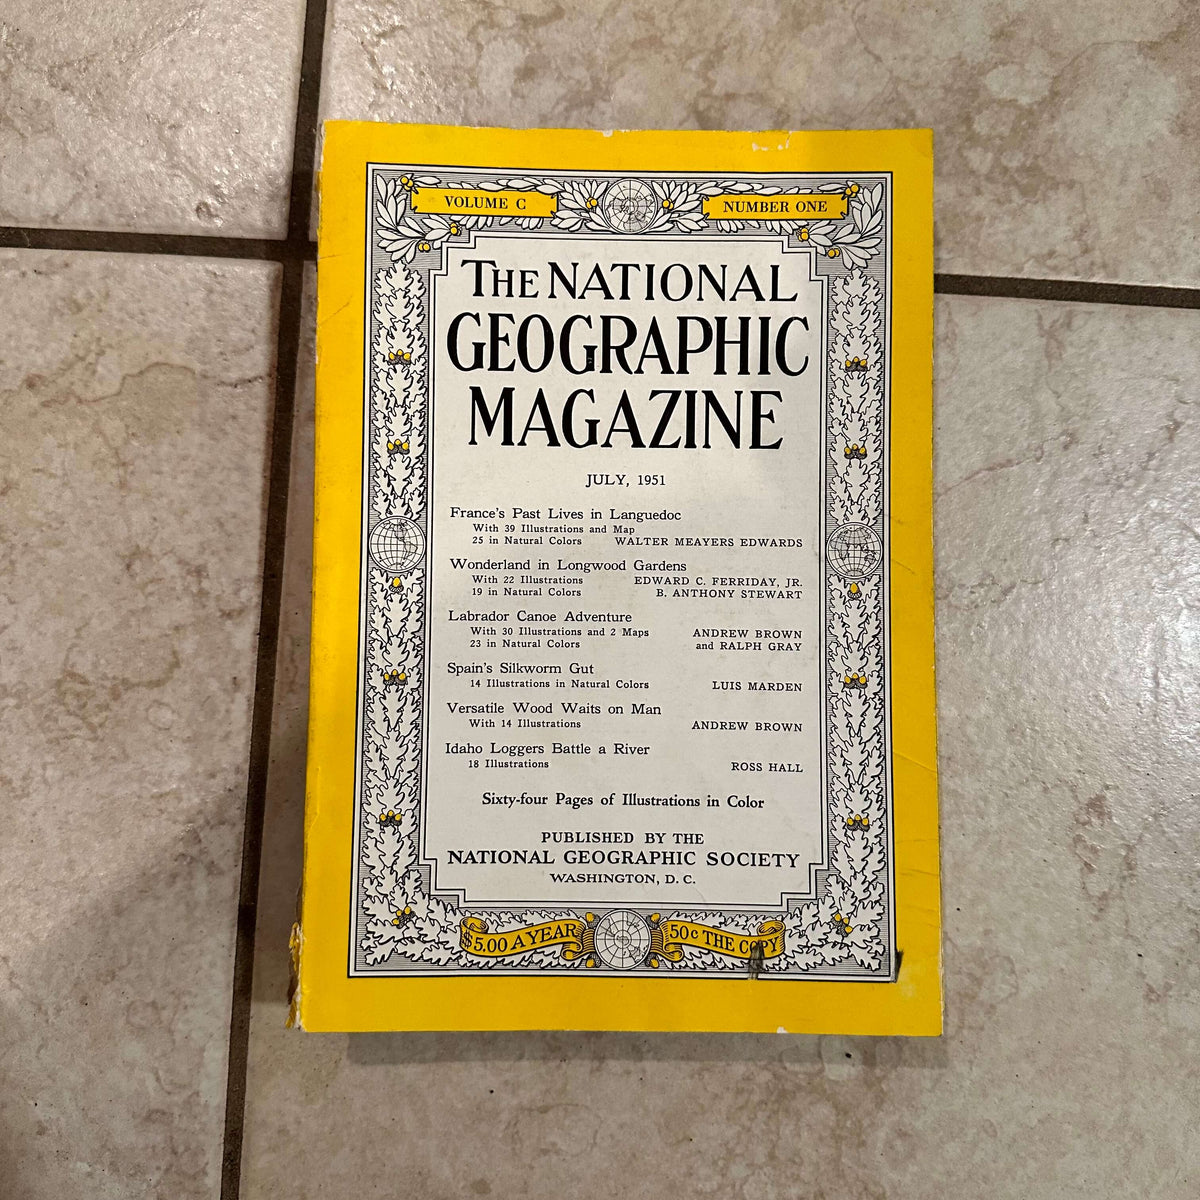 VOLUME C
NUMBER ONE
THE NATIONAL
GEOGRAPHIC
MAGAZINE
JULY, 1951
France's Past Lives in Languedoc
With 39 Illustrations and Map
25 in Natural Colors WALTER MEAYERS EDWARDS
Wonderland in Longwood Gardens
With 22 Illustrations EDWARD C. FERRIDAY, JR.
19 in Natural Colors B. ANTHONY STEWART
Labrador Canoe Adventure
With 30 Illustrations and 2 Maps ANDREW BROWN
23 in Natural Colors and RALPH GRAY
Spain's Silkworm Gut
14 Illustrations in Natural Colors LUIS MARDEN
Versatile Wood Waits on Man
With 14 Illustrations ANDREW BROWN
Idaho Loggers Battle a River
18 Illustrations ROSS HALL
Sixty-four Pages of Illustrations in Color
PUBLISHED BY THE
NATIONAL GEOGRAPHIC SOCIETY
WASHINGTON, D. C.
$5.00 A YEAR
50c THE COPY